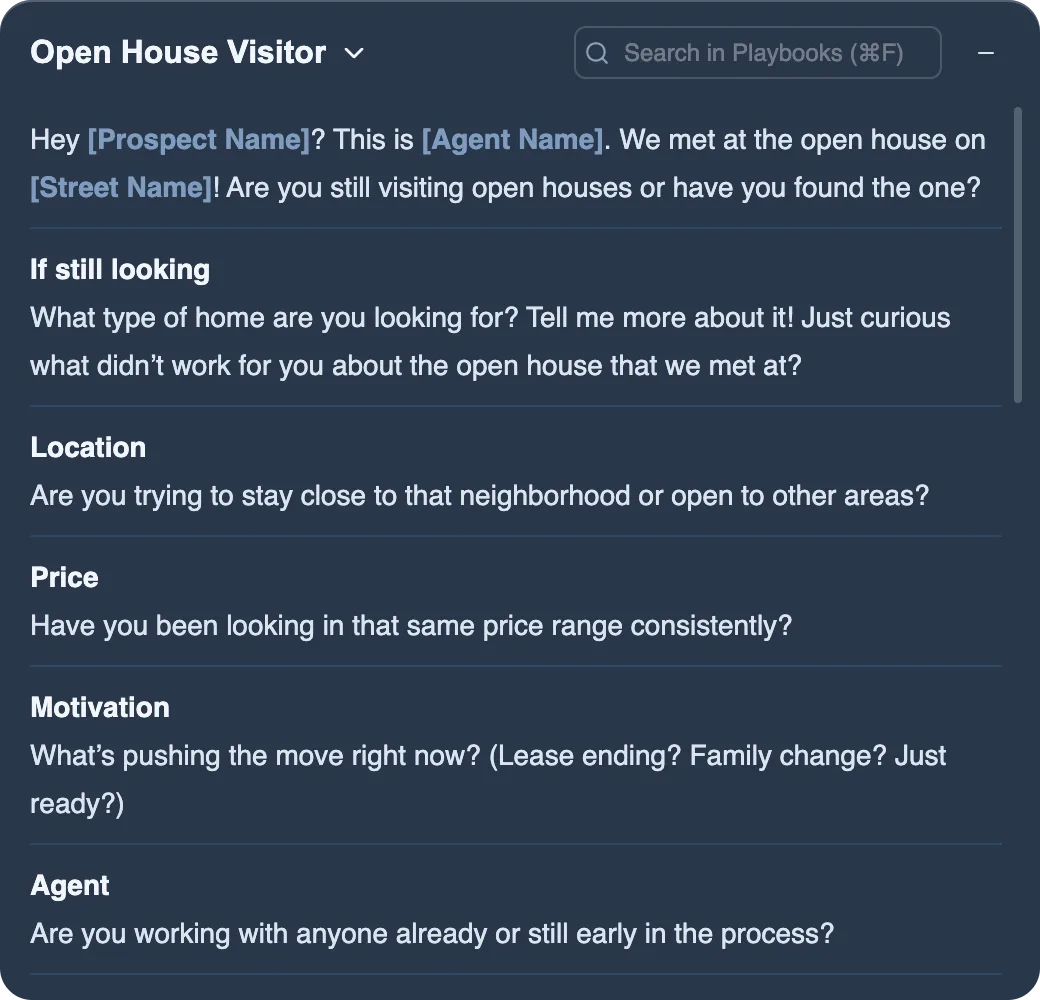 Open House Visitor
Search in Playbooks (⌘F)
Hey [Prospect Name]? This is [Agent Name]. We met at the open house on
[Street Name]! Are you still visiting open houses or have you found the one?
If still looking
What type of home are you looking for? Tell me more about it! Just curious
what didn’t work for you about the open house that we met at?
Location
Are you trying to stay close to that neighborhood or open to other areas?
Price
Have you been looking in that same price range consistently?
Motivation
What’s pushing the move right now? (Lease ending? Family change? Just
ready?)
Agent
Are you working with anyone already or still early in the process?